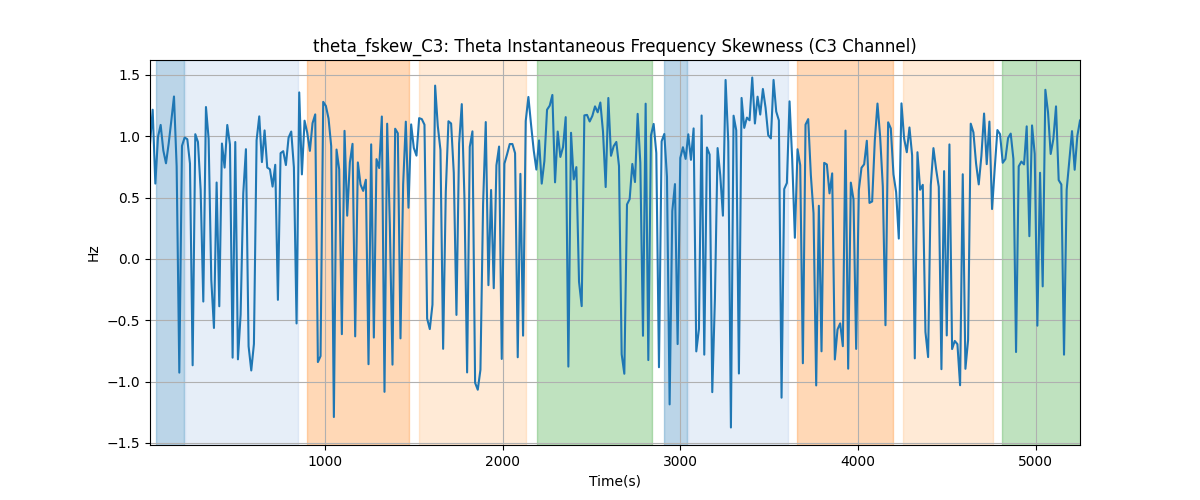 theta_fskew_C3: Theta Instantaneous Frequency Skewness (C3 Channel)
1.5
1.0
0.5
0.0
−0.5
−1.0
−1.5
Hz
1000 2000 3000 4000 5000
Time(s)